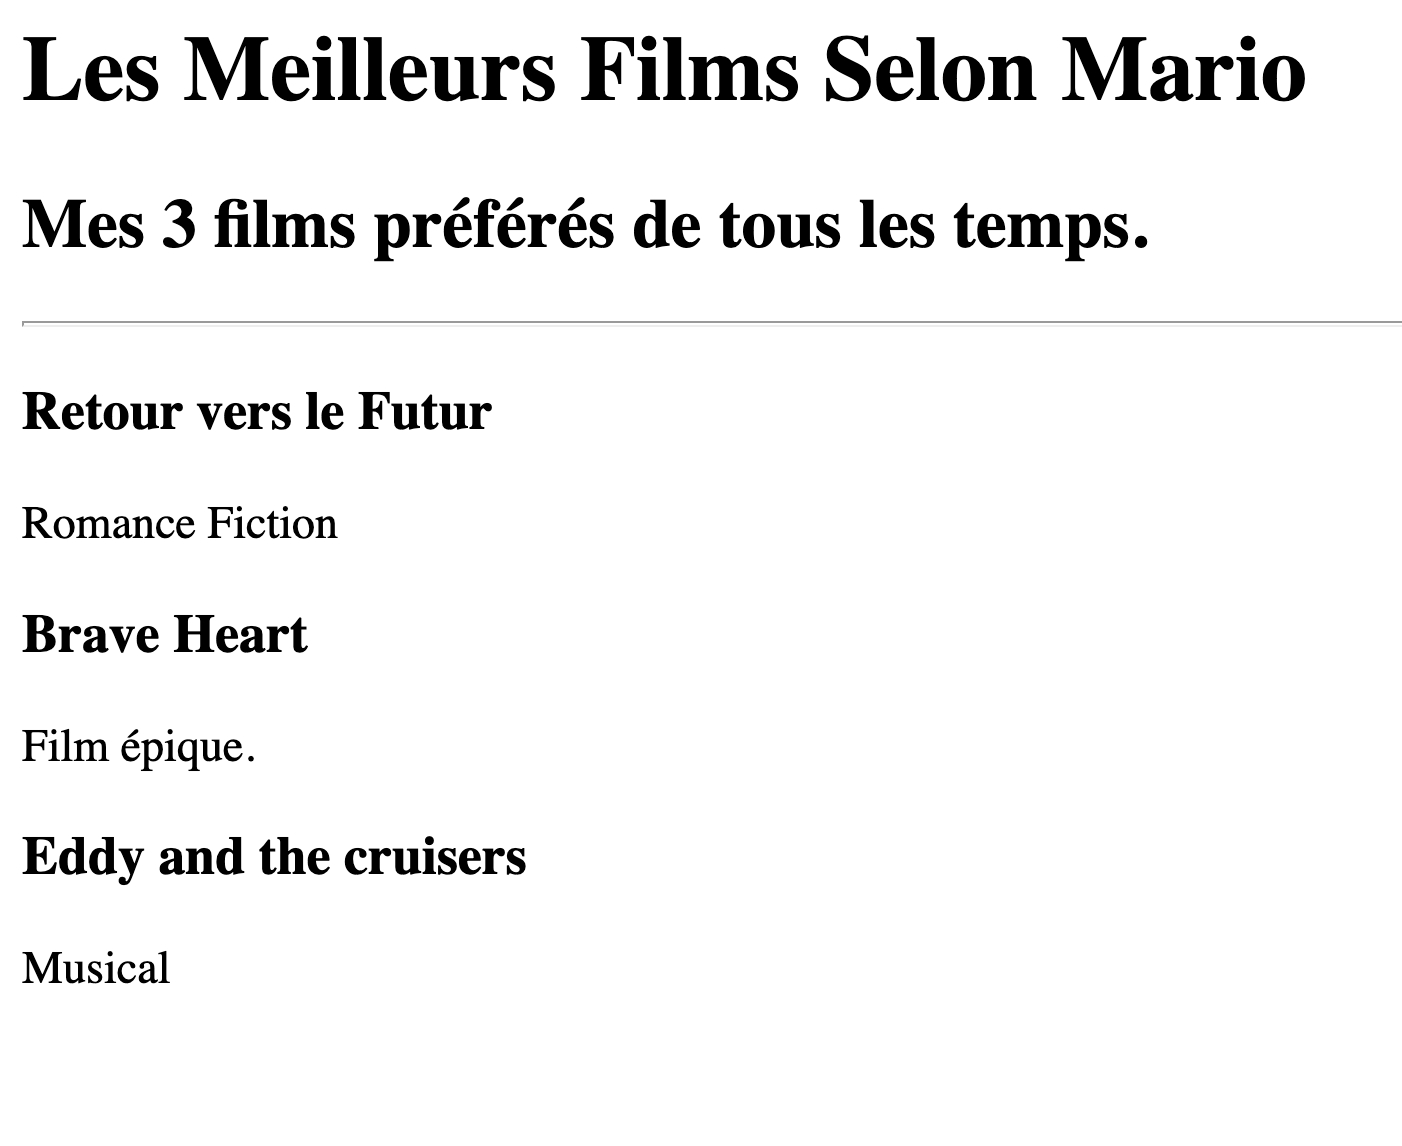 Les Meilleurs Films Selon Mario
Mes 3 films préférés de tous les temps.
Retour vers le Futur
Romance Fiction
Brave Heart
Film épique.
Eddy and the cruisers
Musical